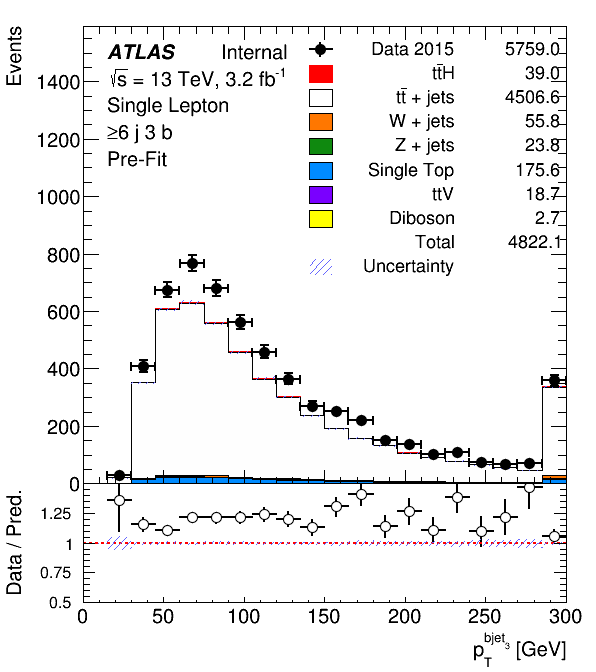 Events
ATLAS Internal
√s = 13 TeV, 3.2 fb⁻¹
Single Lepton
≥6 j 3 b
Pre-Fit
Data 2015 5759.0
tt̄H 39.0
tt̄ + jets 4506.6
W + jets 55.8
Z + jets 23.8
Single Top 175.6
ttV 18.7
Diboson 2.7
Total 4822.1
Uncertainty
1400
1200
1000
800
600
400
200
0
Data / Pred.
1.25
1
0.75
0.5
0 50 100 150 200 250 300
p_T^{bjet_3} [GeV]